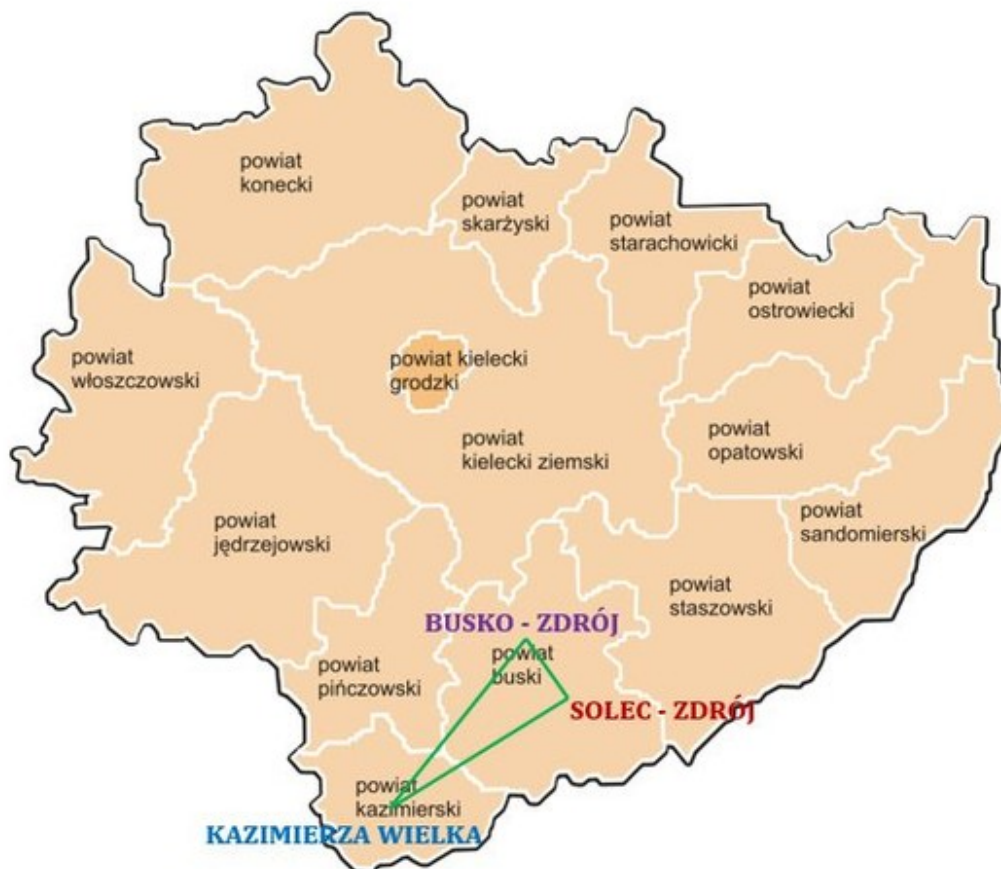 powiat
konecki
powiat
skarżyski
powiat
starachowicki
powiat
ostrowiecki
powiat
włoszczowski
powiat kielecki
grodzki
powiat
kielecki ziemski
powiat
opatowski
powiat
jędrzejowski
powiat
sandomierski
powiat
staszowski
BUSKO - ZDRÓJ
powiat
buski
powiat
pińczowski
SOLEC - ZDRÓJ
powiat
kazimierski
KAZIMIERZA WIELKA